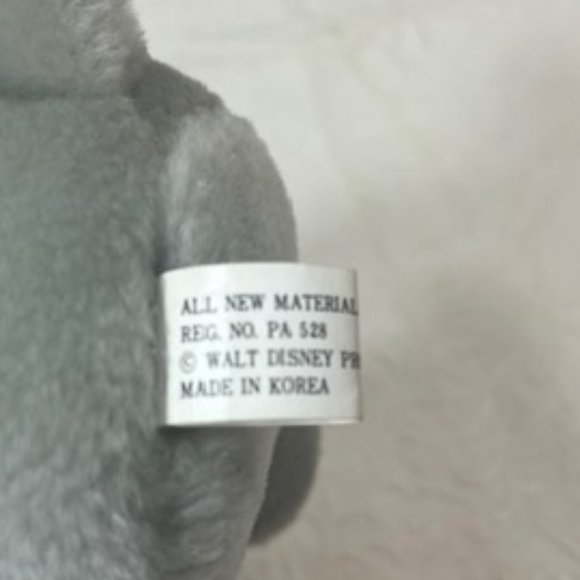 ALL NEW MATERIAL
REG. NO. PA 528
© WALT DISNEY PR
MADE IN KOREA